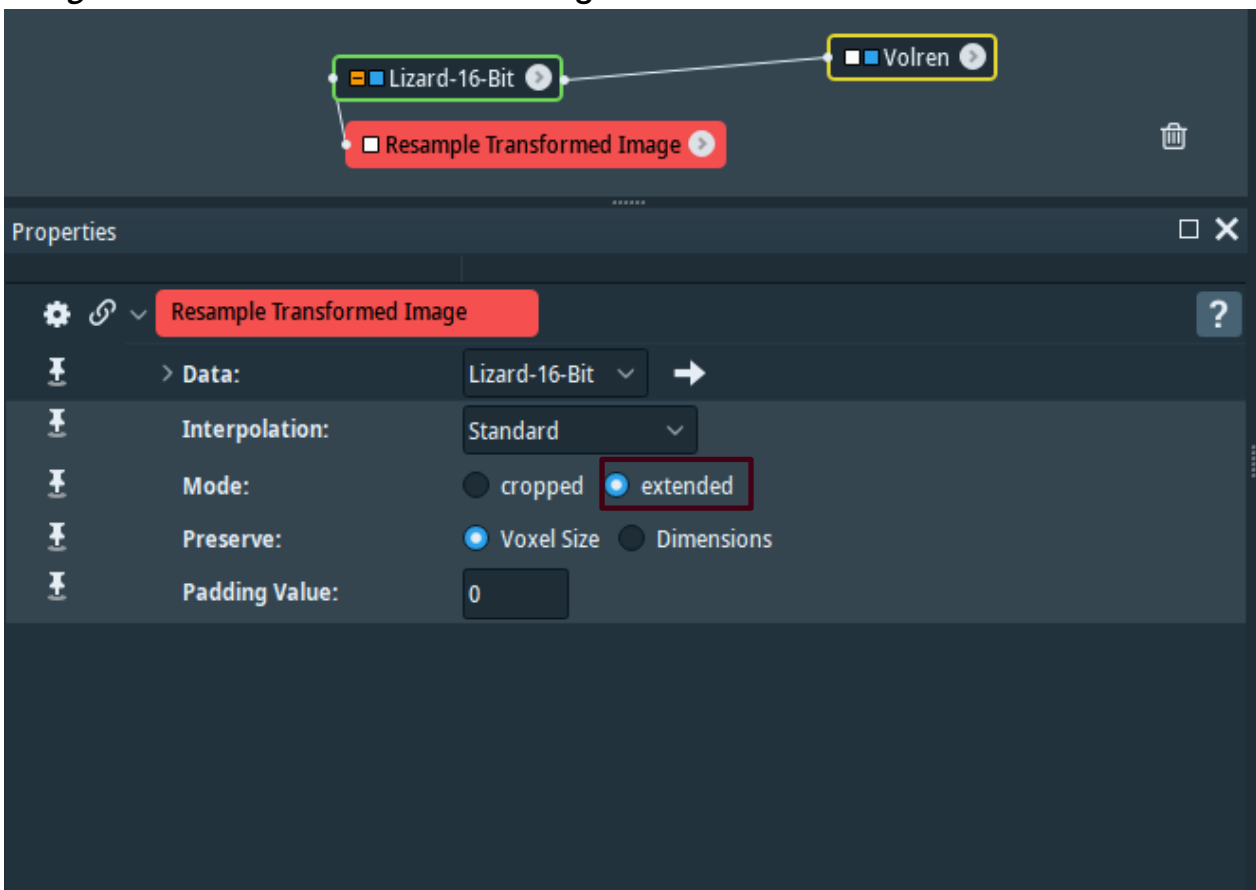 Volren
Lizard-16-Bit
Resample Transformed Image
Properties
Resample Transformed Image
?
Data: Lizard-16-Bit
Interpolation: Standard
Mode: cropped extended
Preserve: Voxel Size Dimensions
Padding Value: 0